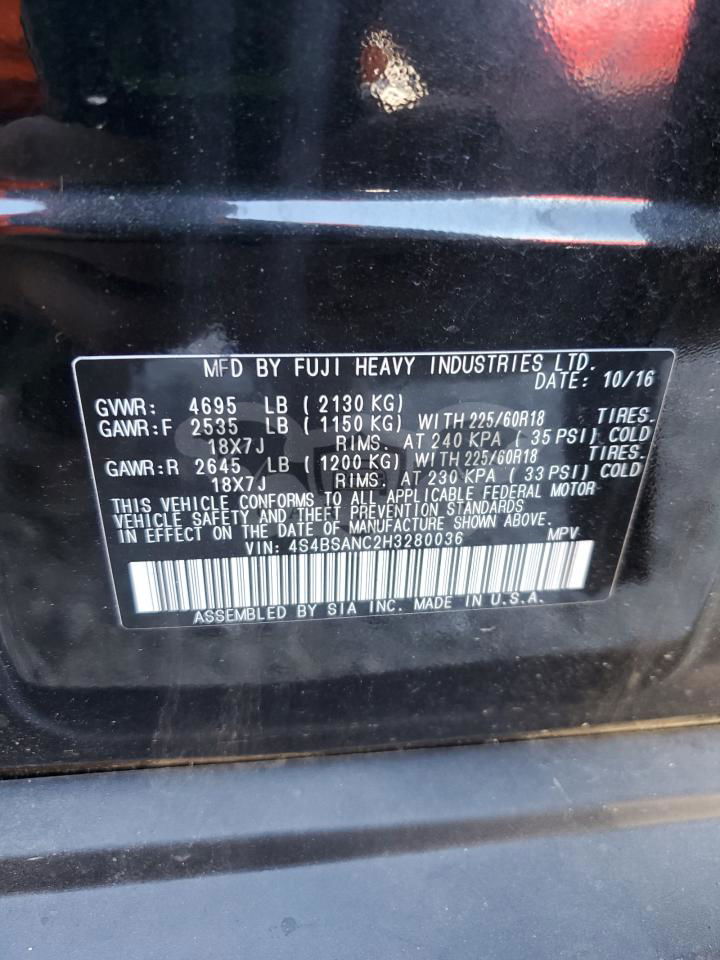 MFD BY FUJI HEAVY INDUSTRIES LTD.
DATE: 10/16
GVWR: 4695 LB ( 2130 KG)
GAWR:F 2535 LB ( 1150 KG) WITH 225/60R18 TIRES.
18X7J RIMS. AT 240 KPA ( 35 PSI) COLD
GAWR:R 2645 LB ( 1200 KG) WITH 225/60R18 TIRES.
18X7J RIMS. AT 230 KPA ( 33 PSI) COLD
THIS VEHICLE CONFORMS TO ALL APPLICABLE FEDERAL MOTOR
VEHICLE SAFETY AND THEFT PREVENTION STANDARDS
IN EFFECT ON THE DATE OF MANUFACTURE SHOWN ABOVE.
VIN: 4S4BSANC2H3280036 MPV
ASSEMBLED BY SIA INC. MADE IN U.S.A.